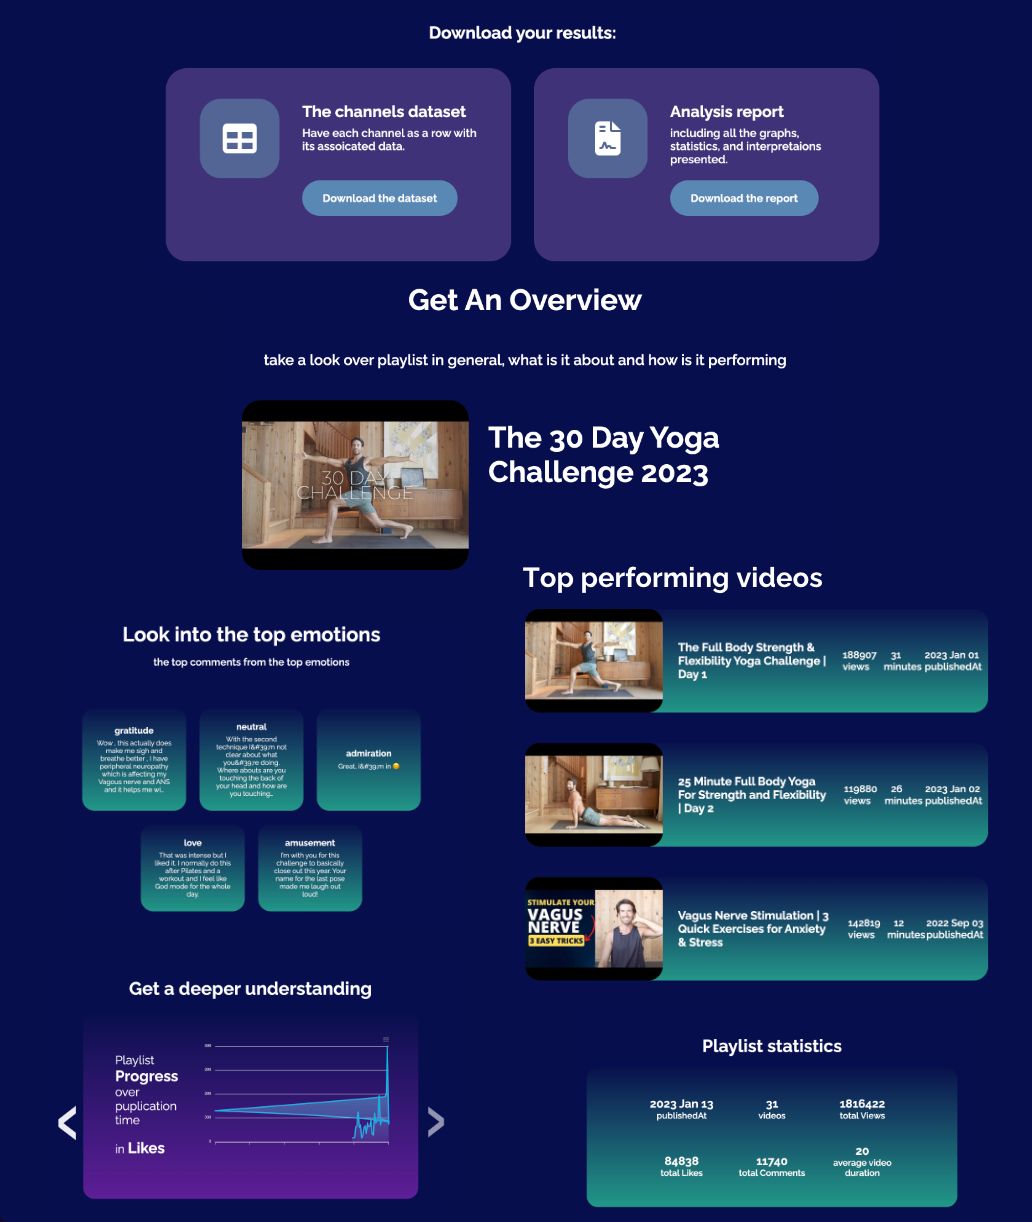 Download your results:
The channels dataset
Have each channel as a row with
its assoicated data.
Download the dataset
Analysis report
including all the graphs,
statistics, and interpretaions
presented.
Download the report
Get An Overview
take a look over playlist in general, what is it about and how is it performing
30 DAY
CHALLENGE
The 30 Day Yoga
Challenge 2023
Look into the top emotions
the top comments from the top emotions
gratitude
Wow , this actually does
make me sigh and
breathe better , I have
peripheral neuropathy
which is affecting my
Vagous nerve and ANS
and it helps me wi...
neutral
With the second
technique I&#39;m not
clear about what
you&#39;re doing.
Where abouts are you
touching the back of
your head and how are
you touching...
admiration
Great, i&#39;m in 😊
love
That was intense but I
liked it. I normally do this
after Pilates and a
workout and I feel like
God mode for the whole
day.
amusement
I'm with you for this
challenge to basically
close out this year. Your
name for the last pose
made me laugh out
loud!
Top performing videos
The Full Body Strength &
Flexibility Yoga Challenge |
Day 1
188907
views
31
minutes
2023 Jan 01
publishedAt
25 Minute Full Body Yoga
For Strength and Flexibility
| Day 2
119880
views
26
minutes
2023 Jan 02
publishedAt
STIMULATE YOUR
VAGUS
NERVE
3 EASY TRICKS
Vagus Nerve Stimulation | 3
Quick Exercises for Anxiety
& Stress
142819
views
12
minutes
2022 Sep 03
publishedAt
Get a deeper understanding
Playlist
Progress
over
puplication
time
in Likes
0
<
>
Playlist statistics
2023 Jan 13
publishedAt
31
videos
1816422
total Views
84838
total Likes
11740
total Comments
20
average video
duration